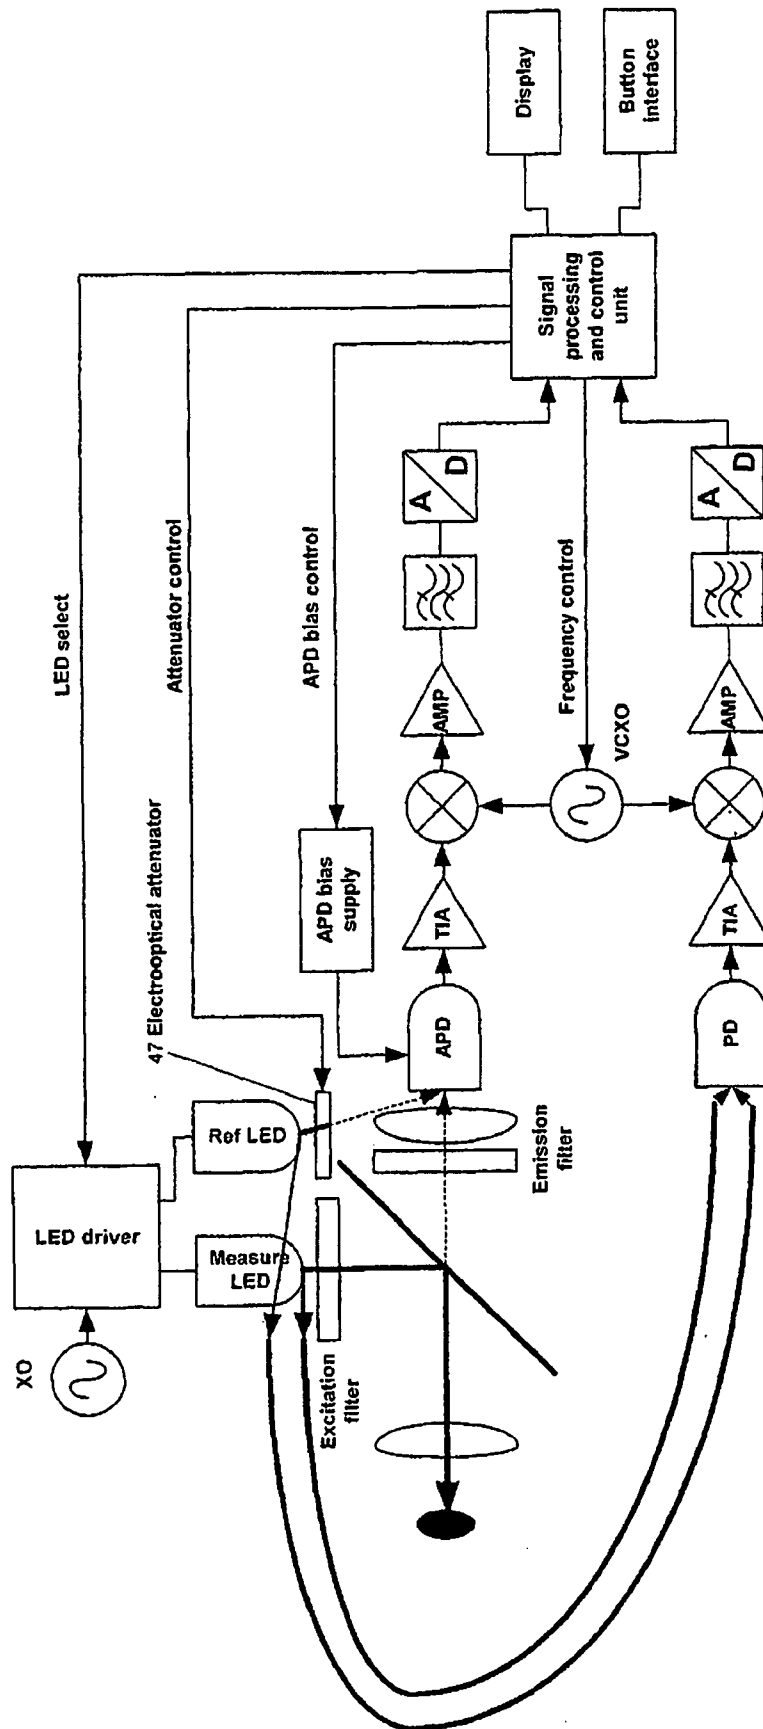 XO
LED driver
Measure
LED
Ref LED
Excitation
filter
Emission
filter
47 Electrooptical attenuator
LED select
Attenuator control
APD bias control
APD bias
supply
APD
TIA
AMP
A
D
Frequency control
VCXO
PD
TIA
AMP
A
D
Signal
processing
and control
unit
Display
Button
interface